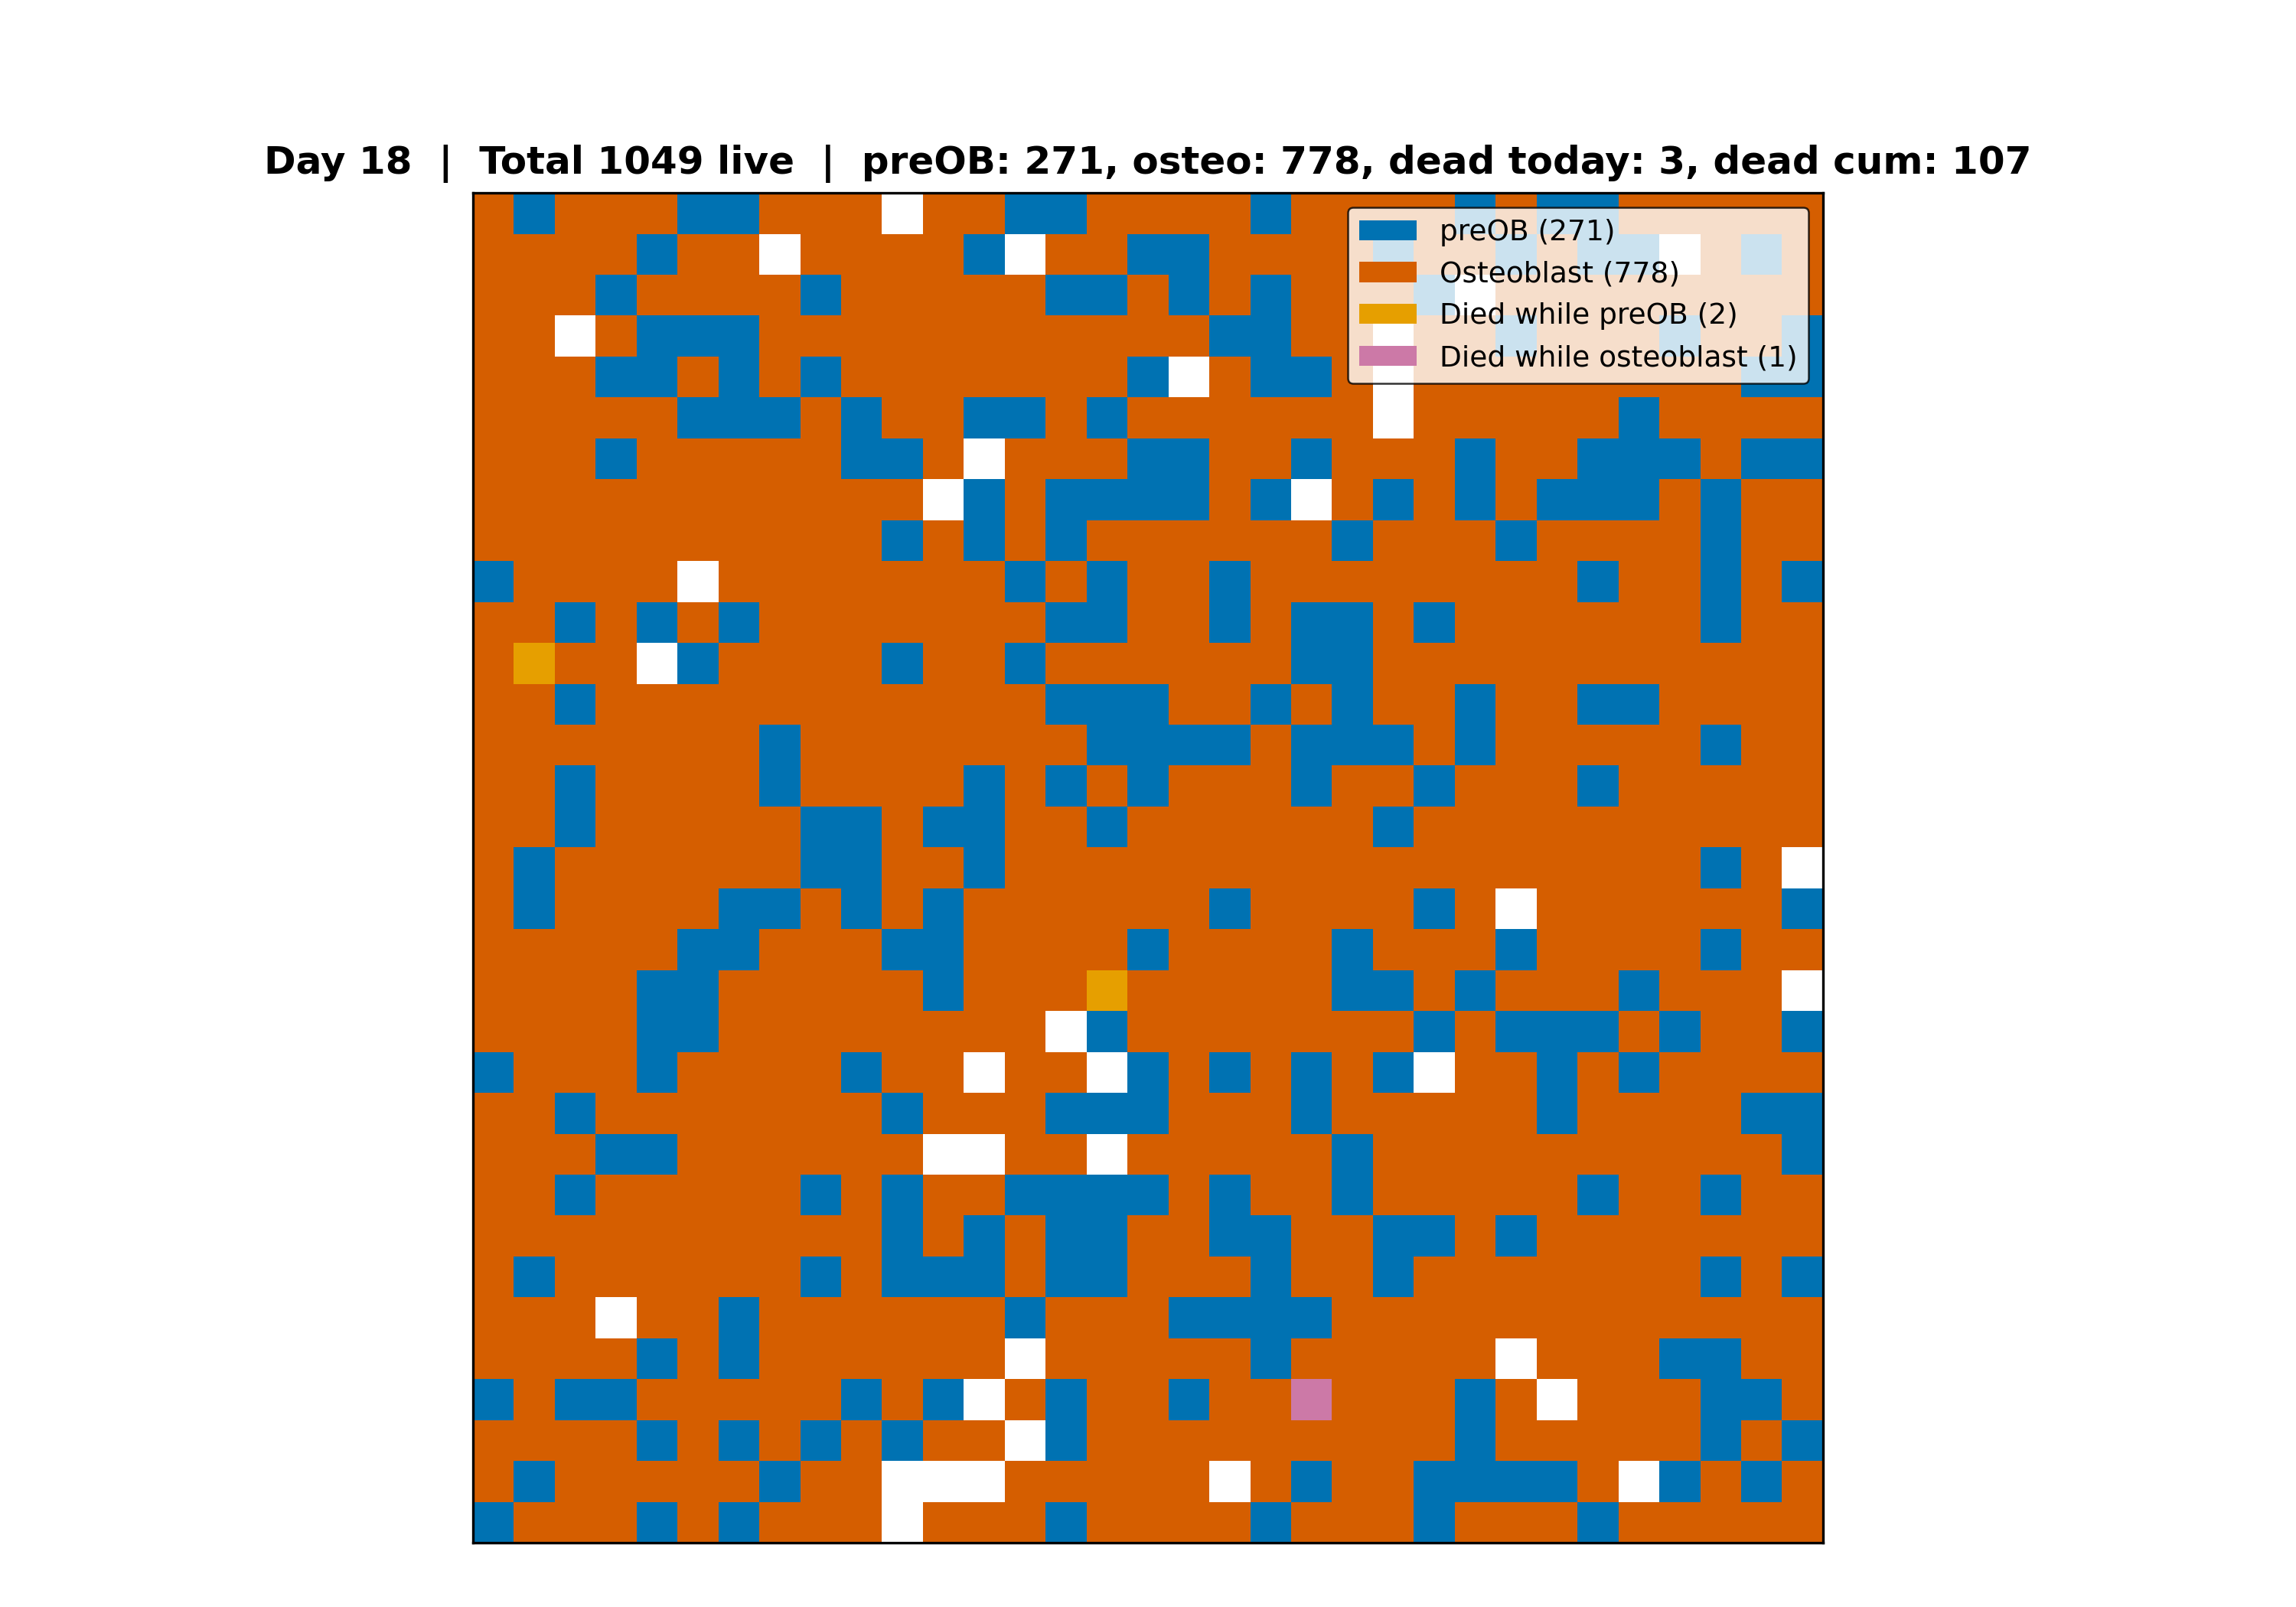 Day 18 | Total 1049 live | preOB: 271, osteo: 778, dead today: 3, dead cum: 107
preOB (271)
Osteoblast (778)
Died while preOB (2)
Died while osteoblast (1)